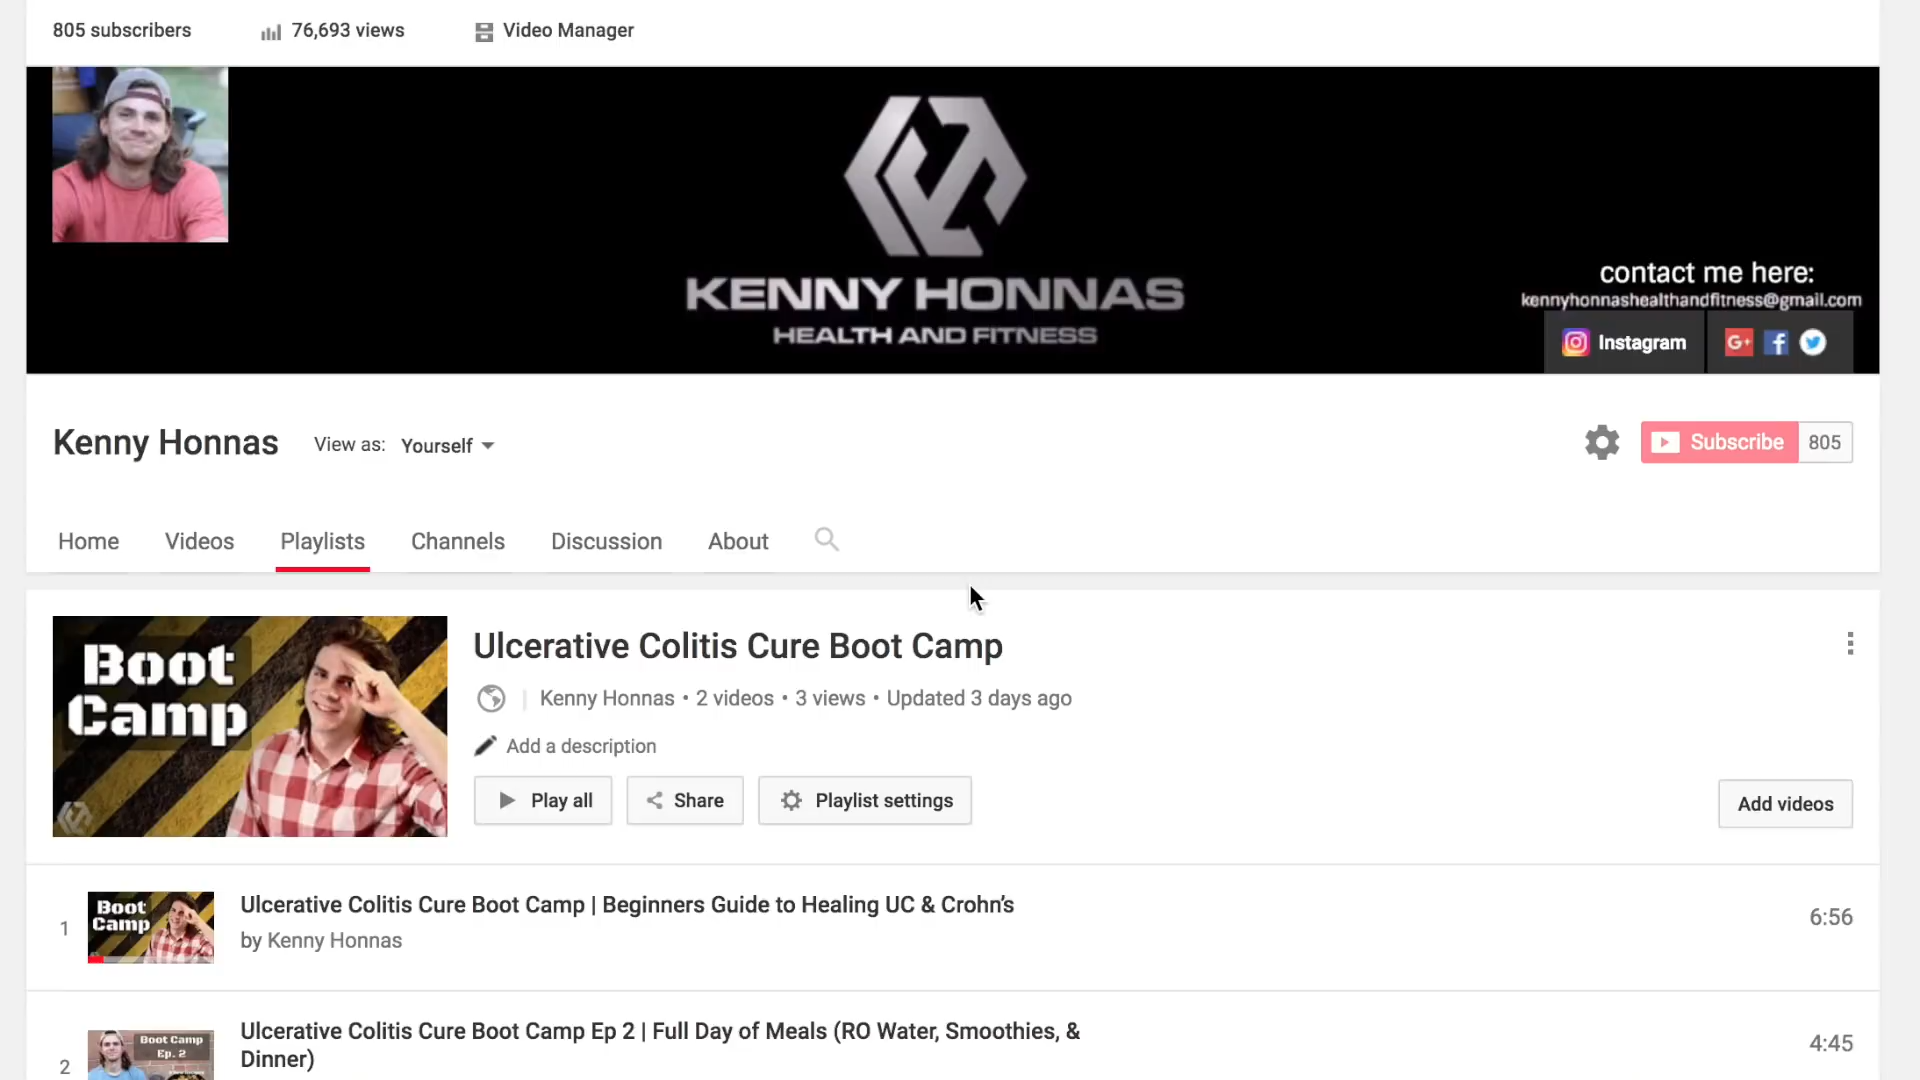 805 subscribers
76,693 views
Video Manager
KENNY HONNAS
HEALTH AND FITNESS
contact me here:
kennyhonnashealthandfitness@gmail.com
Instagram
G+
Kenny Honnas
View as: Yourself
Subscribe 805
Home Videos Playlists Channels Discussion About
Boot
Camp
Ulcerative Colitis Cure Boot Camp
Kenny Honnas • 2 videos • 3 views • Updated 3 days ago
Add a description
Play all
Share
Playlist settings
Add videos
1
Boot
Camp
Ulcerative Colitis Cure Boot Camp | Beginners Guide to Healing UC & Crohn's
by Kenny Honnas
6:56
2
Boot Camp
Ep. 2
Ulcerative Colitis Cure Boot Camp Ep 2 | Full Day of Meals (RO Water, Smoothies, &
Dinner)
4:45